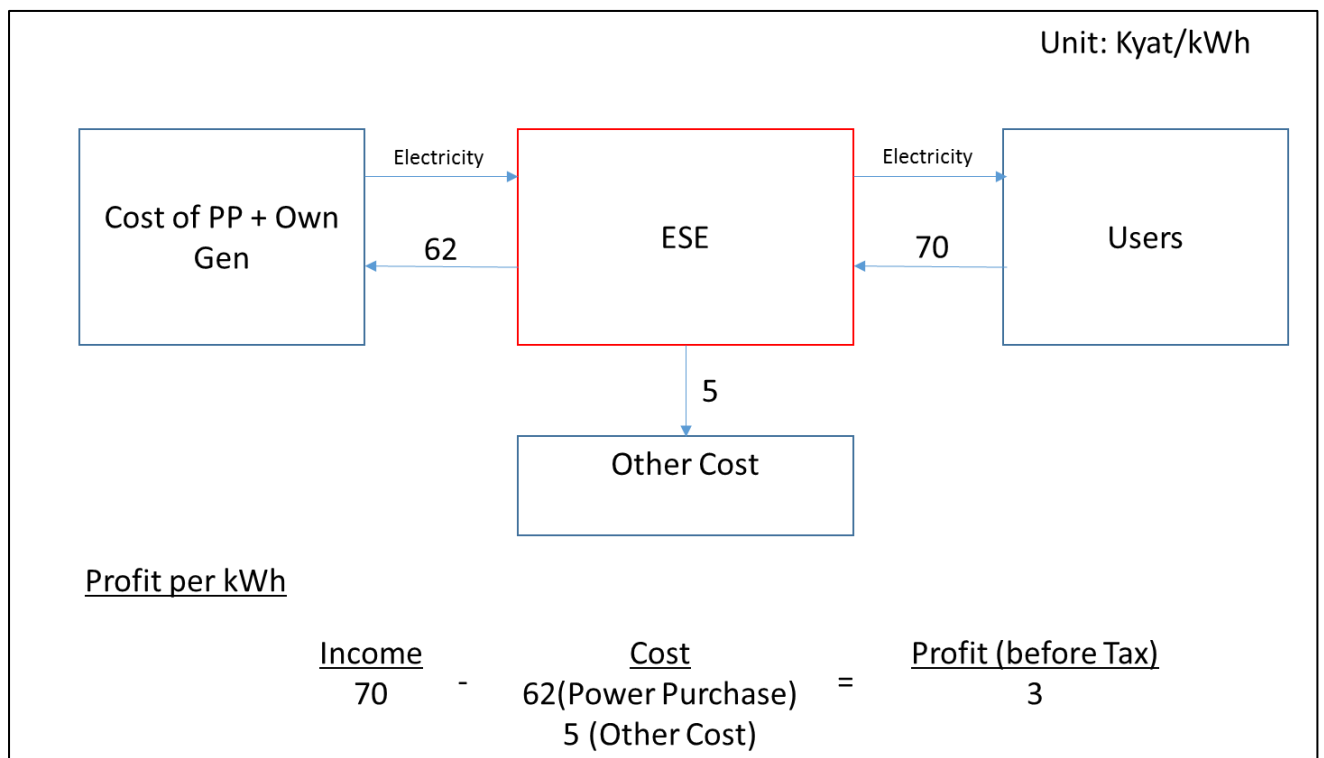 Unit: Kyat/kWh
Electricity
Electricity
Cost of PP + Own
Gen
62
ESE
70
Users
5
Other Cost
Profit per kWh
Income
Cost
Profit (before Tax)
70
-
62(Power Purchase)
=
3
5 (Other Cost)